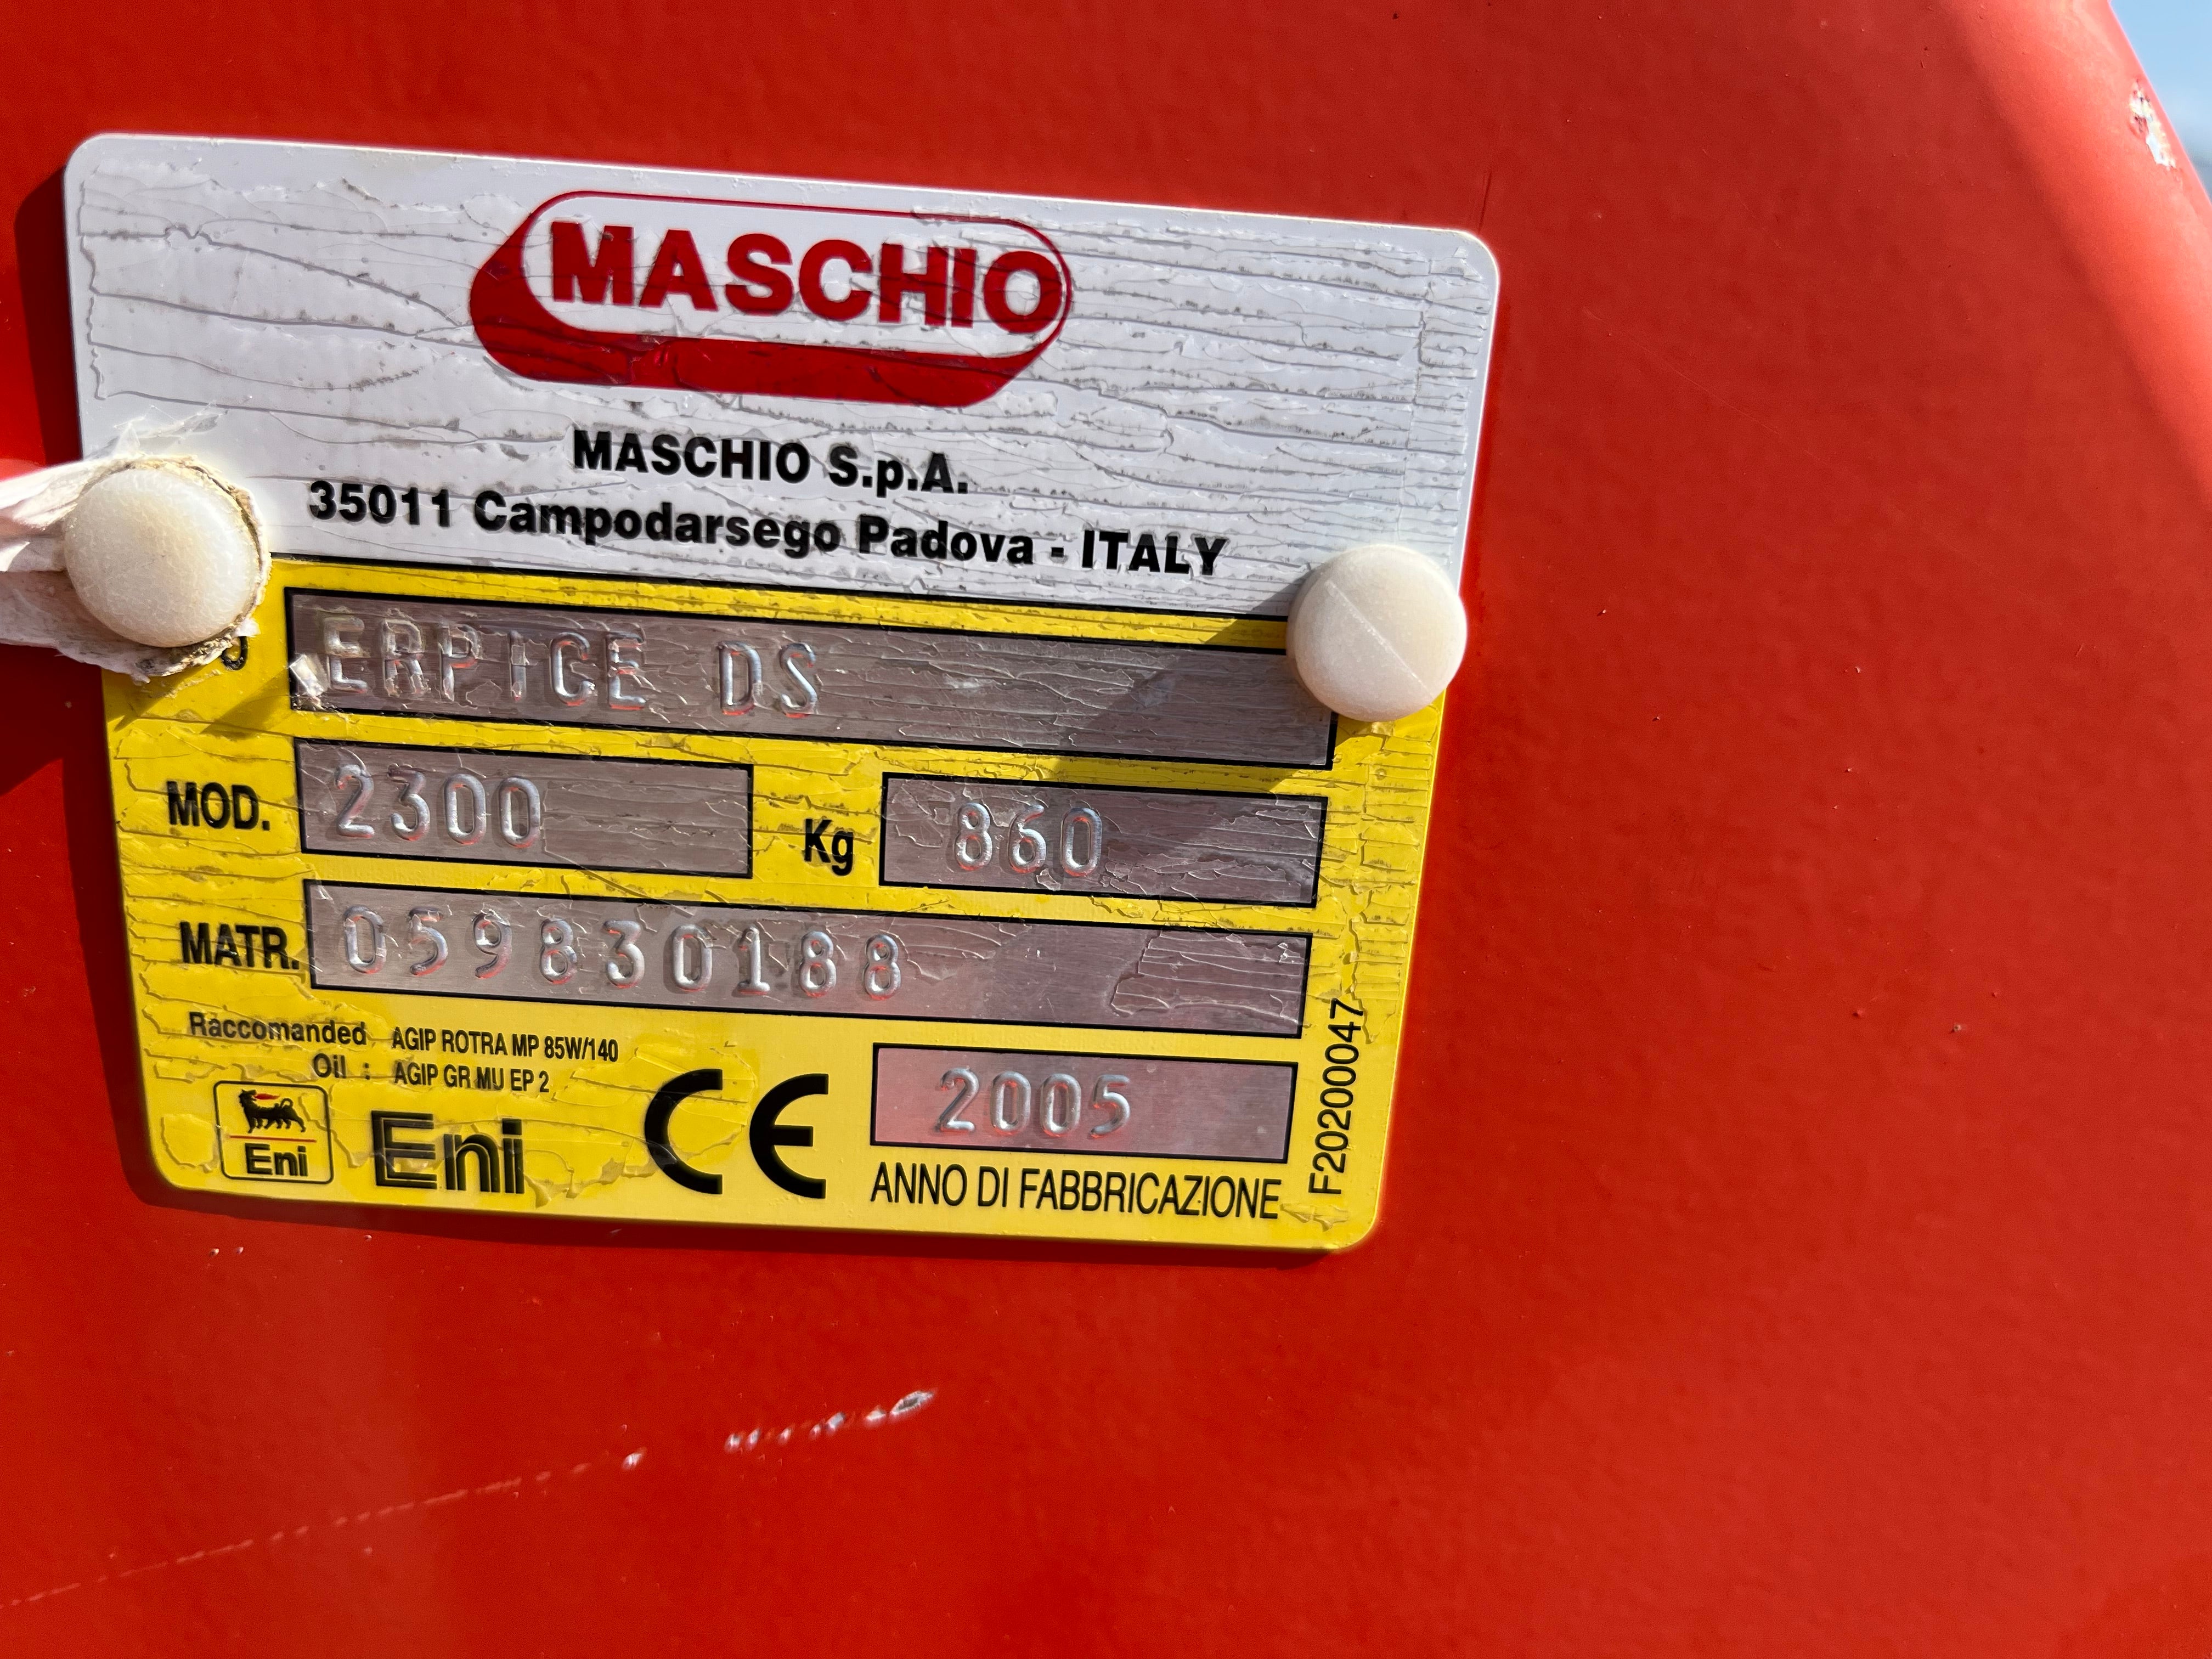 MASCHIO
MASCHIO S.p.A.
35011 Campodarsego Padova - ITALY
ERPICE DS
MOD. 2300 Kg 860
MATR. 059830188
Raccomanded AGIP ROTRA MP 85W/140
Oil : AGIP GR MU EP 2
Eni Eni CE 2005
ANNO DI FABBRICAZIONE
F20200047